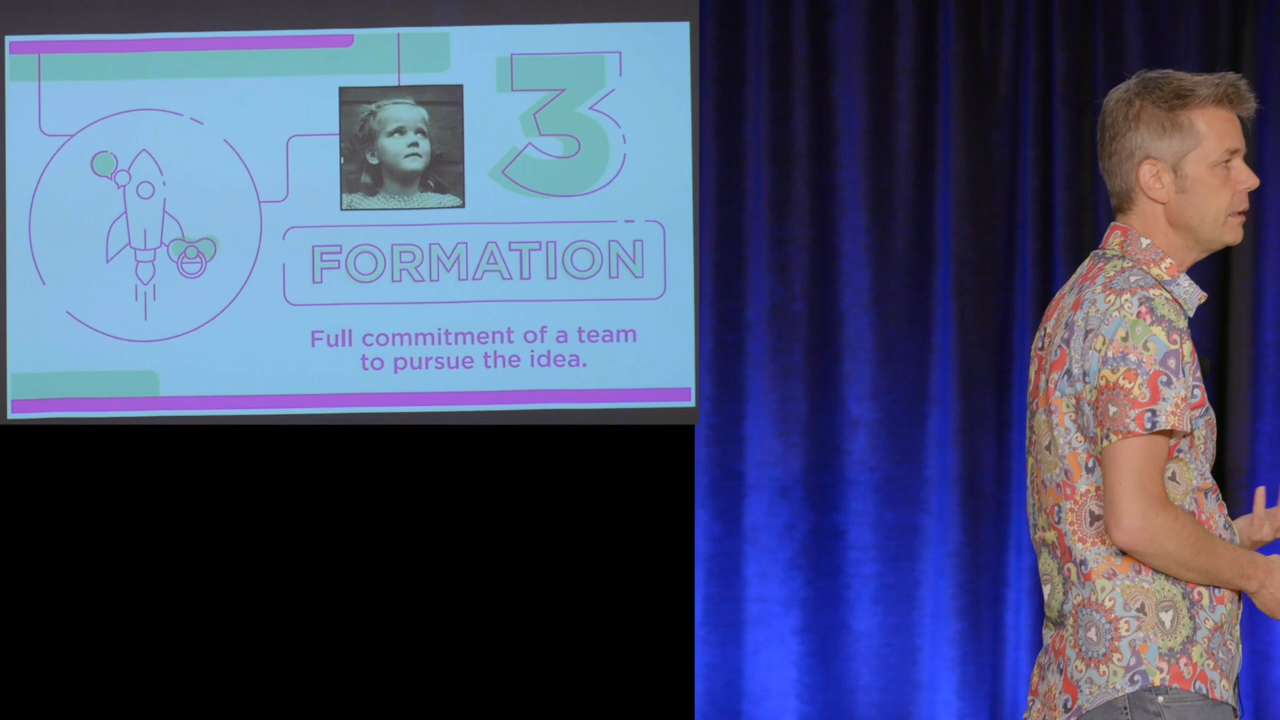 3
FORMATION
Full commitment of a team
to pursue the idea.